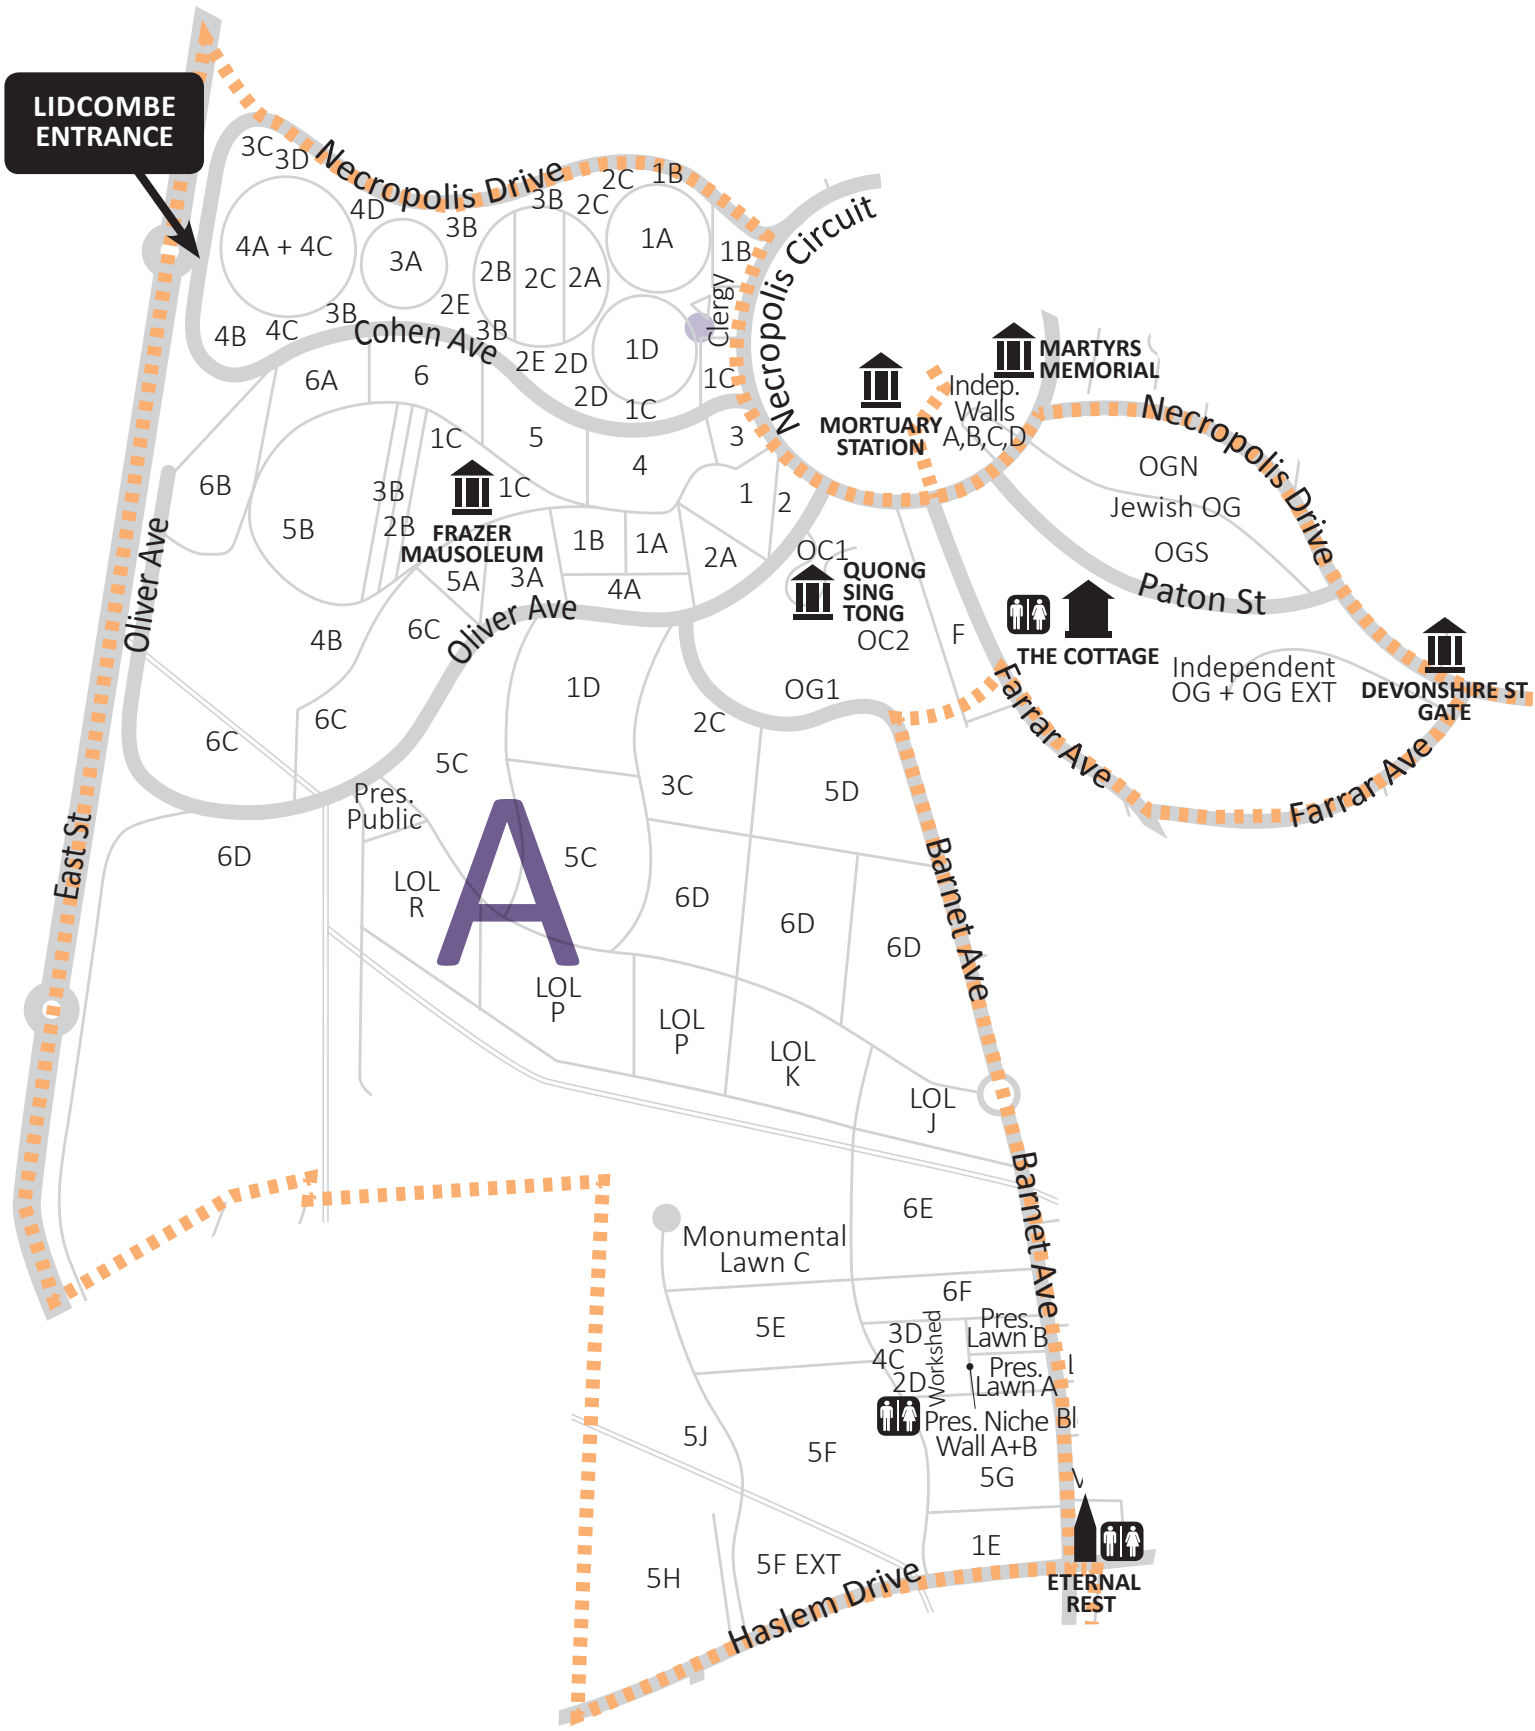 LIDCOMBE
ENTRANCE
3C
3D
Necropolis Drive
4D
3B
3B
2C
2C
1B
4A + 4C
3A
2B
2C
2A
1A
1B
Clergy
Necropolis Circuit
2E
3B
4B
4C
3B
Cohen Ave
2E
2D
1D
2D
1C
1C
MARTYRS
MEMORIAL
MORTUARY
STATION
Indep.
Walls
A,B,C,D
Necropolis Drive
OGN
Jewish OG
OGS
Paton St
6A
6
1C
5
3
4
6B
3B
1C
1
2
5B
2B
FRAZER
MAUSOLEUM
1B
1A
2A
OC1
QUONG
SING
TONG
OC2
Oliver Ave
5A
3A
4A
Oliver Ave
6C
4B
F
THE COTTAGE
Independent
OG + OG EXT
DEVONSHIRE ST
GATE
Farrar Ave
Farrar Ave
1D
OG1
2C
6C
6C
5C
3C
5D
Pres.
Public
East St
6D
A
5C
LOL
R
6D
6D
6D
Barnet Ave
LOL
P
LOL
P
LOL
K
LOL
J
Barnet Ave
6E
Monumental
Lawn C
6F
5E
3D
Workshed
Pres.
Lawn B
4C
Pres.
Lawn A
2D
Pres. Niche
Wall A+B
Bl
5J
5F
5G
1E
5H
5F EXT
Haslem Drive
ETERNAL
REST